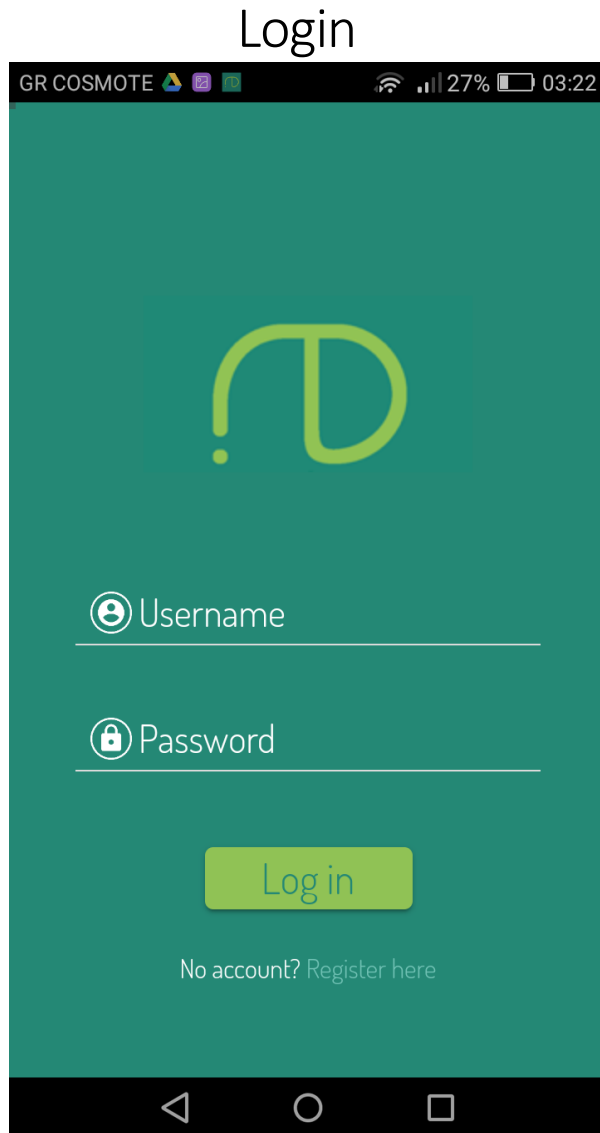 Login
GR COSMOTE 27% 03:22
Username
Password
Log in
No account? Register here